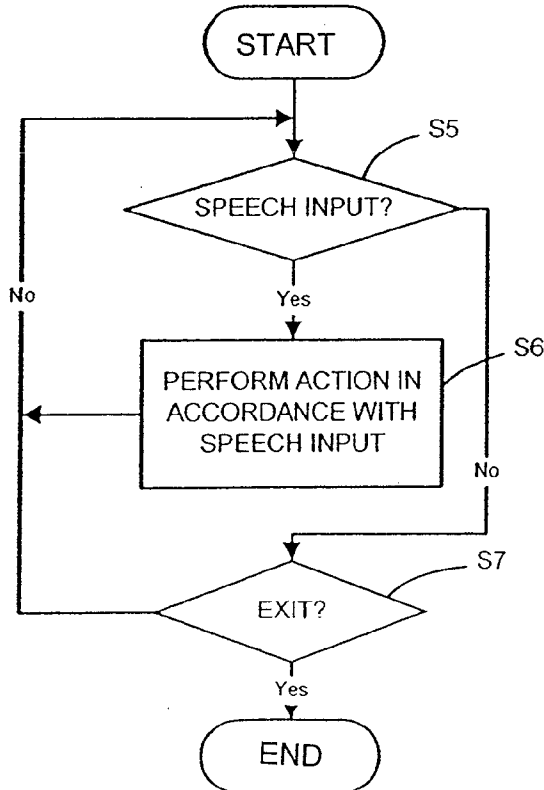 START
S5
SPEECH INPUT?
No
Yes
S6
PERFORM ACTION IN
ACCORDANCE WITH
SPEECH INPUT
No
S7
EXIT?
Yes
END